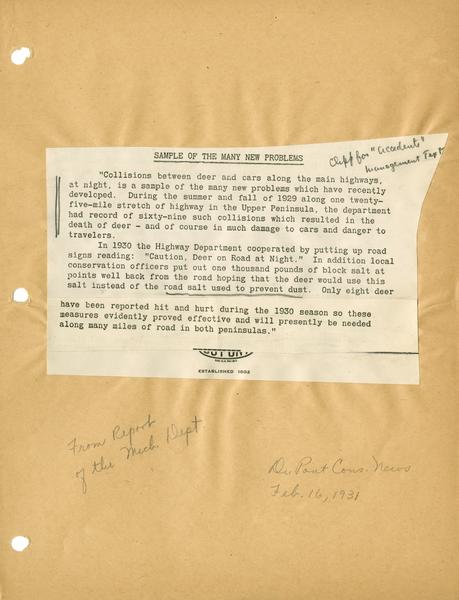 Clipp for "Accidents"
Management Text
SAMPLE OF THE MANY NEW PROBLEMS
"Collisions between deer and cars along the main highways,
at night, is a sample of the many new problems which have recently
developed. During the summer and fall of 1929 along one twenty-
five-mile stretch of highway in the Upper Peninsula, the department
had record of sixty-nine such collisions which resulted in the
death of deer - and of course in much damage to cars and danger to
travelers.
In 1930 the Highway Department cooperated by putting up road
signs reading: "Caution, Deer on Road at Night." In addition local
conservation officers put out one thousand pounds of block salt at
points well back from the road hoping that the deer would use this
salt instead of the road salt used to prevent dust. Only eight deer
have been reported hit and hurt during the 1930 season so these
measures evidently proved effective and will presently be needed
along many miles of road in both peninsulas."
ESTABLISHED 1802
From Report
of the Mich. Dept.
Du Pont Cons. News
Feb. 16, 1931